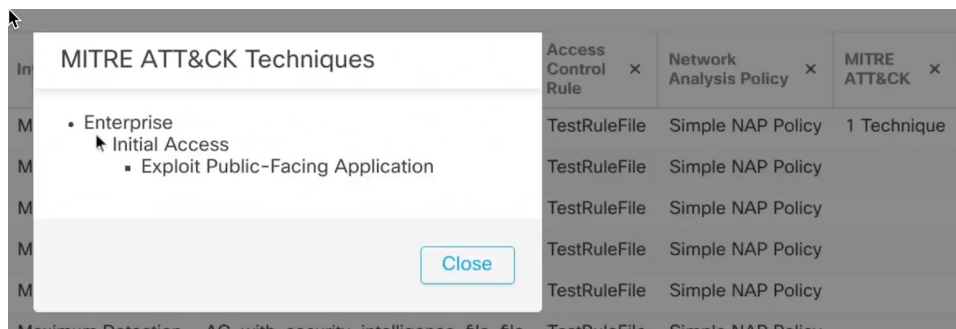 MITRE ATT&CK Techniques
• Enterprise
Initial Access
▪ Exploit Public-Facing Application
Close
Access Control Rule ×
Network Analysis Policy ×
MITRE ATT&CK ×
TestRuleFile Simple NAP Policy 1 Technique
TestRuleFile Simple NAP Policy
TestRuleFile Simple NAP Policy
TestRuleFile Simple NAP Policy
TestRuleFile Simple NAP Policy